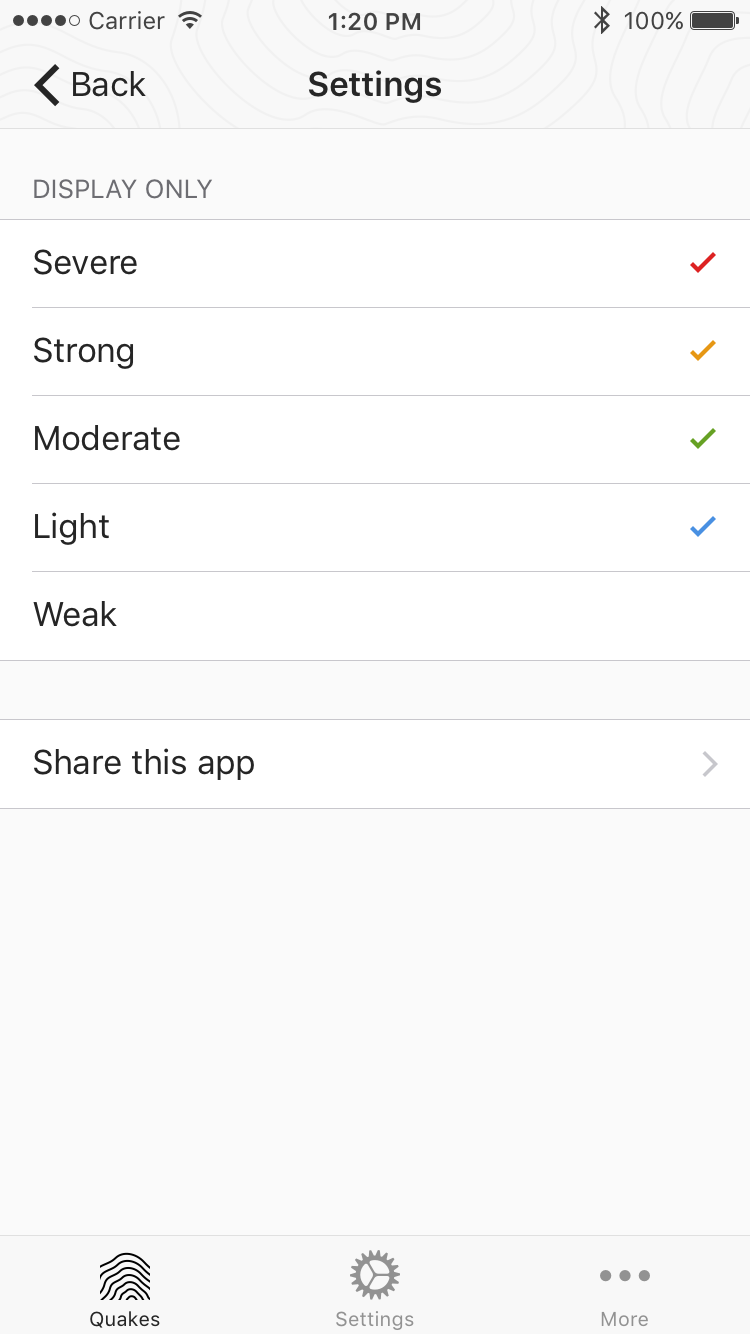 Carrier 1:20 PM 100%
Back Settings
DISPLAY ONLY
Severe
Strong
Moderate
Light
Weak
Share this app
Quakes Settings More